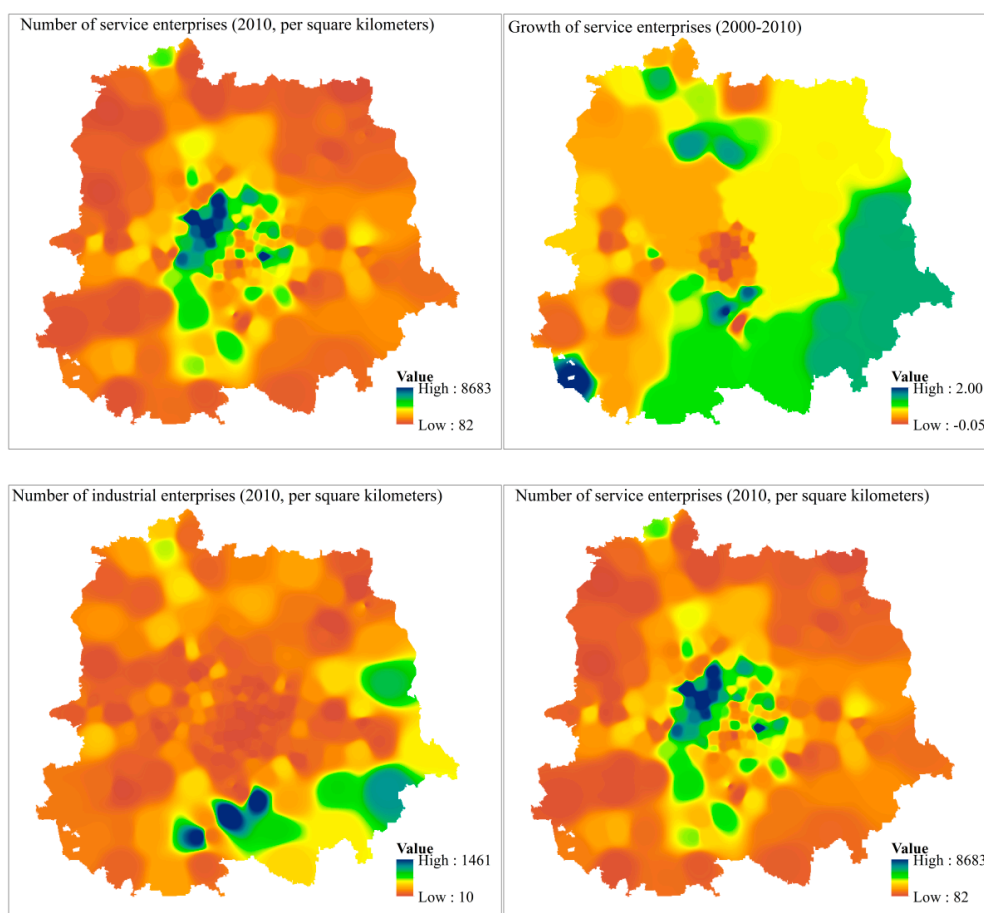 Number of service enterprises (2010, per square kilometers)
Value
High : 8683
Low : 82
Growth of service enterprises (2000-2010)
Value
High : 2.00
Low : -0.05
Number of industrial enterprises (2010, per square kilometers)
Value
High : 1461
Low : 10
Number of service enterprises (2010, per square kilometers)
Value
High : 8683
Low : 82